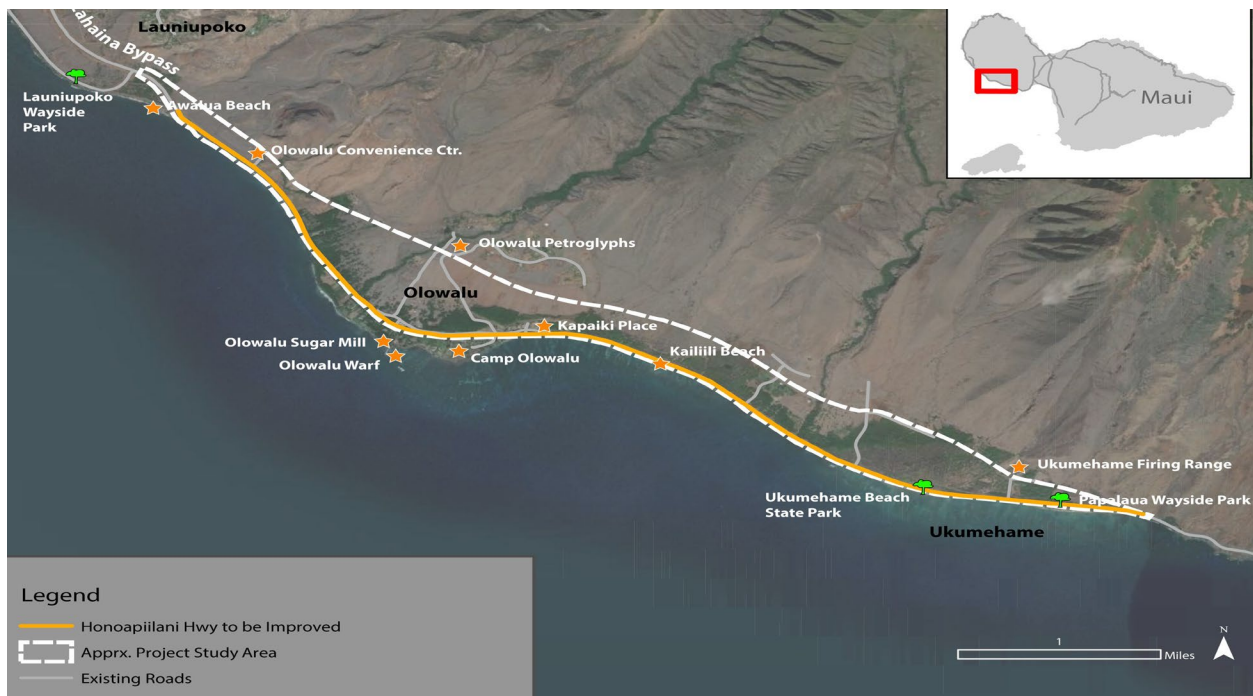 Launiupoko
Lahaina Bypass
Launiupoko
Wayside
Park
Awalua Beach
Olowalu Convenience Ctr.
Maui
Olowalu Petroglyphs
Olowalu
Kapaiki Place
Olowalu Sugar Mill
Olowalu Warf
Camp Olowalu
Kailiili Beach
Ukumehame Firing Range
Ukumehame Beach
State Park
Papalaua Wayside Park
Ukumehame
Legend
Honoapiilani Hwy to be Improved
Apprx. Project Study Area
Existing Roads
1
Miles
N